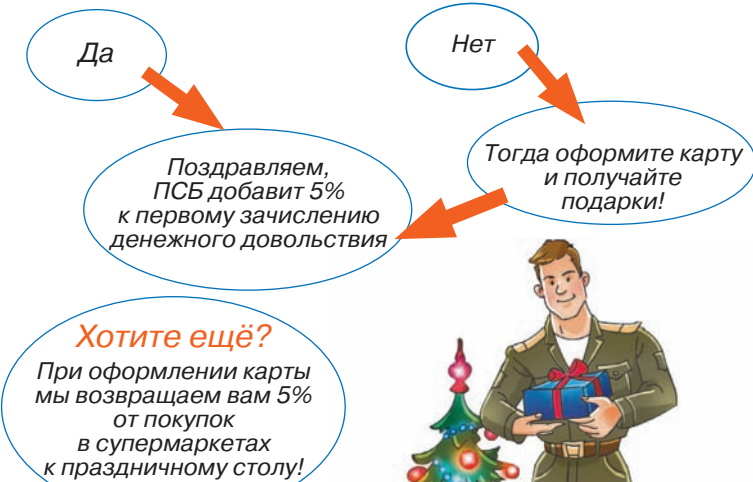 Да
Нет
Поздравляем,
ПСБ добавит 5%
к первому зачислению
денежного довольствия
Тогда оформите карту
и получайте
подарки!
Хотите ещё?
При оформлении карты
мы возвращаем вам 5%
от покупок
в супермаркетах
к праздничному столу!